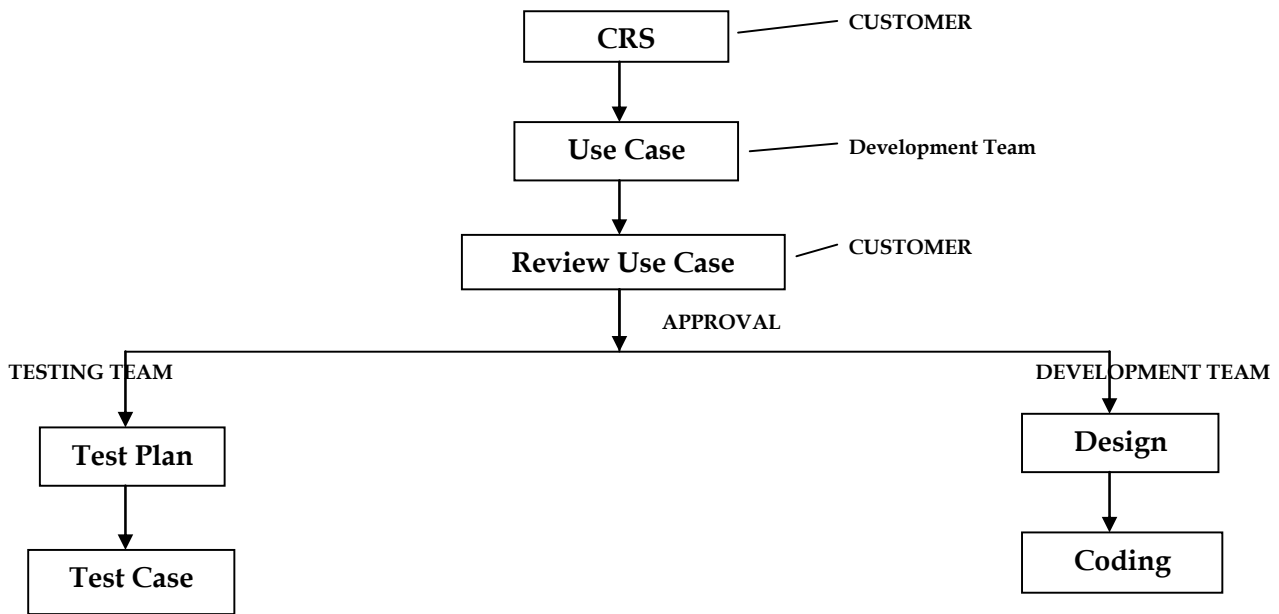 CRS
CUSTOMER
Use Case
Development Team
Review Use Case
CUSTOMER
APPROVAL
TESTING TEAM
DEVELOPMENT TEAM
Test Plan
Design
Test Case
Coding